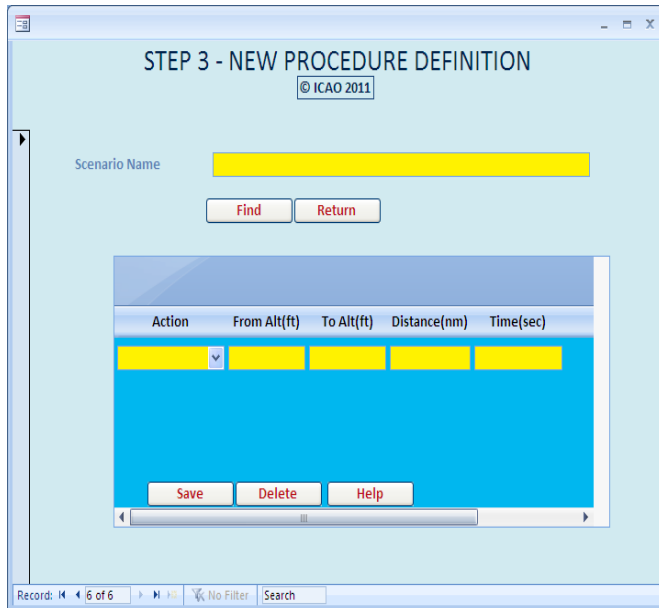 STEP 3 - NEW PROCEDURE DEFINITION
© ICAO 2011
Scenario Name
Find Return
Action From Alt(ft) To Alt(ft) Distance(nm) Time(sec)
Save Delete Help
Record: 6 of 6 No Filter Search